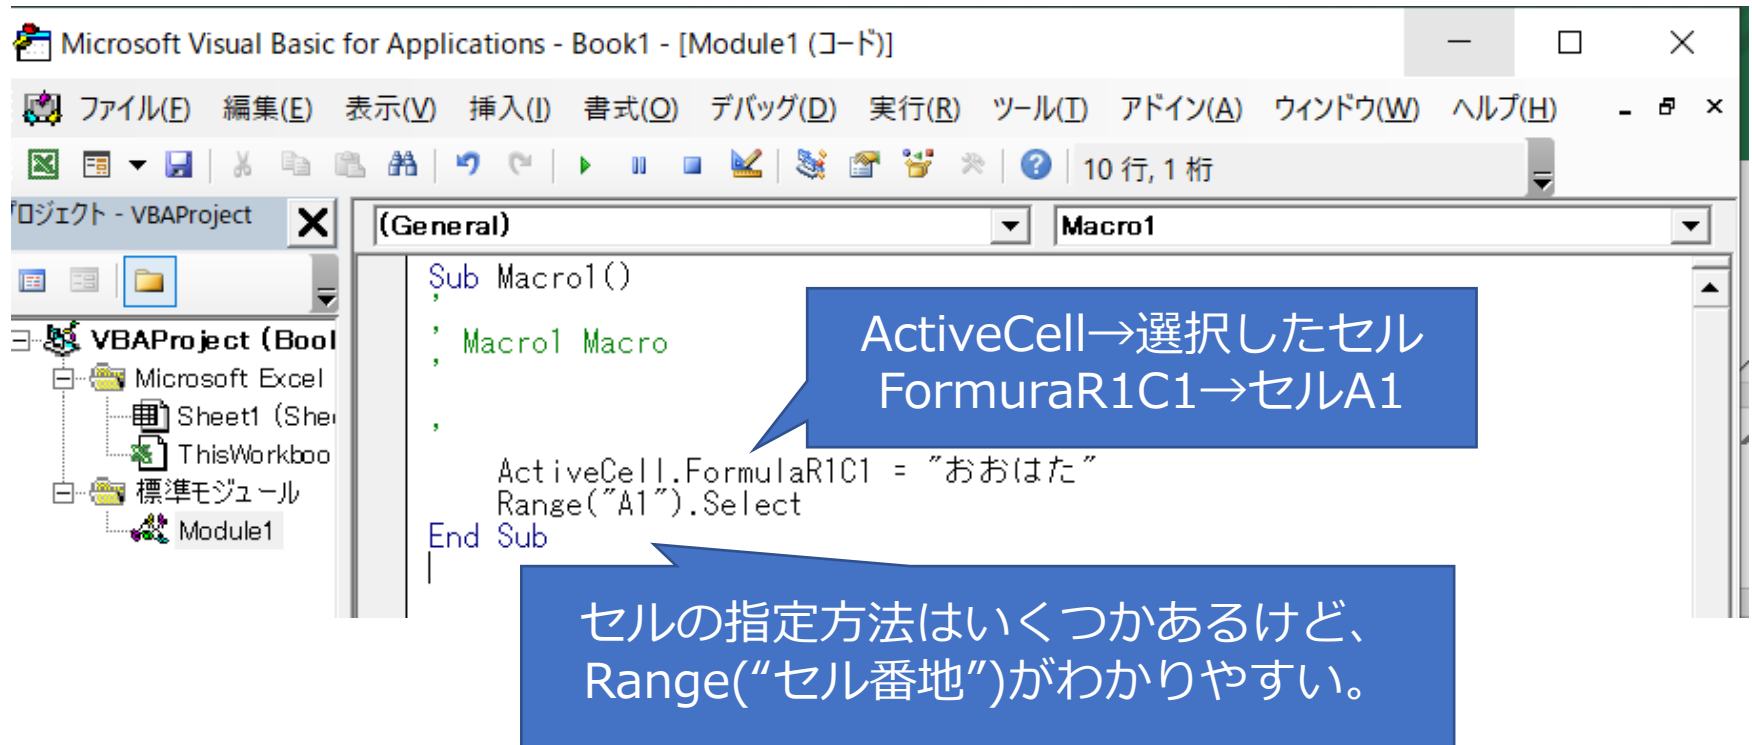 Microsoft Visual Basic for Applications - Book1 - [Module1 (コード)]
ファイル(F) 編集(E) 表示(V) 挿入(I) 書式(O) デバッグ(D) 実行(R) ツール(T) アドイン(A) ウィンドウ(W) ヘルプ(H)
10 行, 1 桁
プロジェクト - VBAProject
(General)
Macro1
VBAProject (Bool
Microsoft Excel
Sheet1 (She
ThisWorkboo
標準モジュール
Module1
Sub Macro1()
'
' Macro1 Macro
'
'
ActiveCell.FormulaR1C1 = "おおはた"
Range("A1").Select
End Sub
ActiveCell→選択したセル
FormuraR1C1→セルA1
セルの指定方法はいくつかあるけど、
Range(“セル番地”)がわかりやすい。